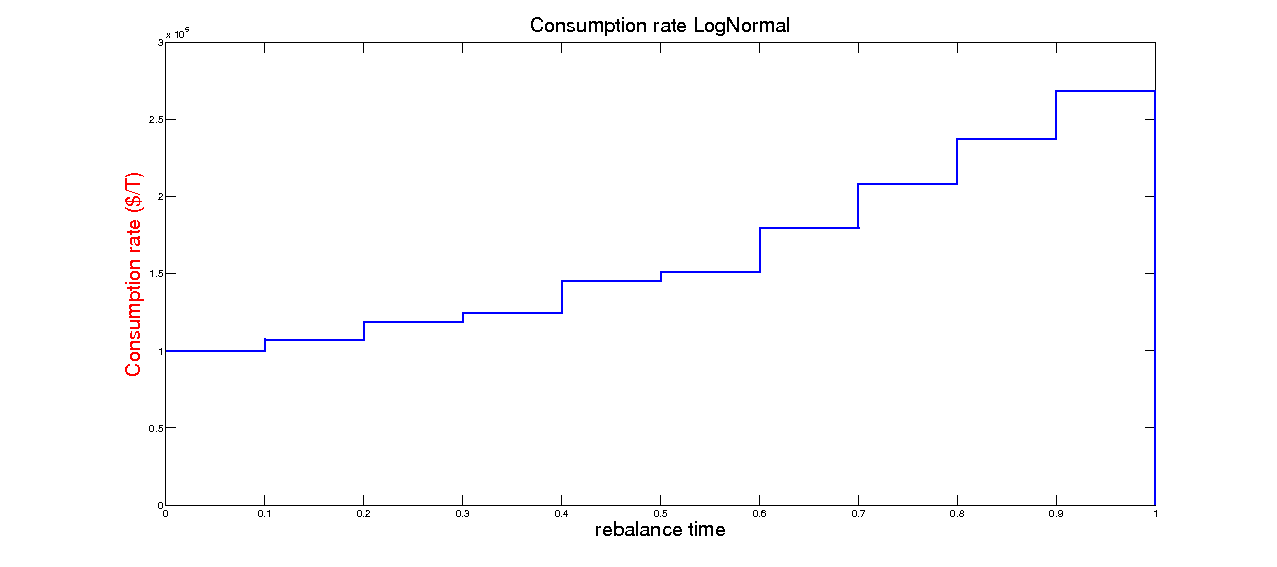 Consumption rate LogNormal
x 10^5
3
2.5
2
1.5
1
0.5
0
Consumption rate ($/T)
0 0.1 0.2 0.3 0.4 0.5 0.6 0.7 0.8 0.9 1
rebalance time